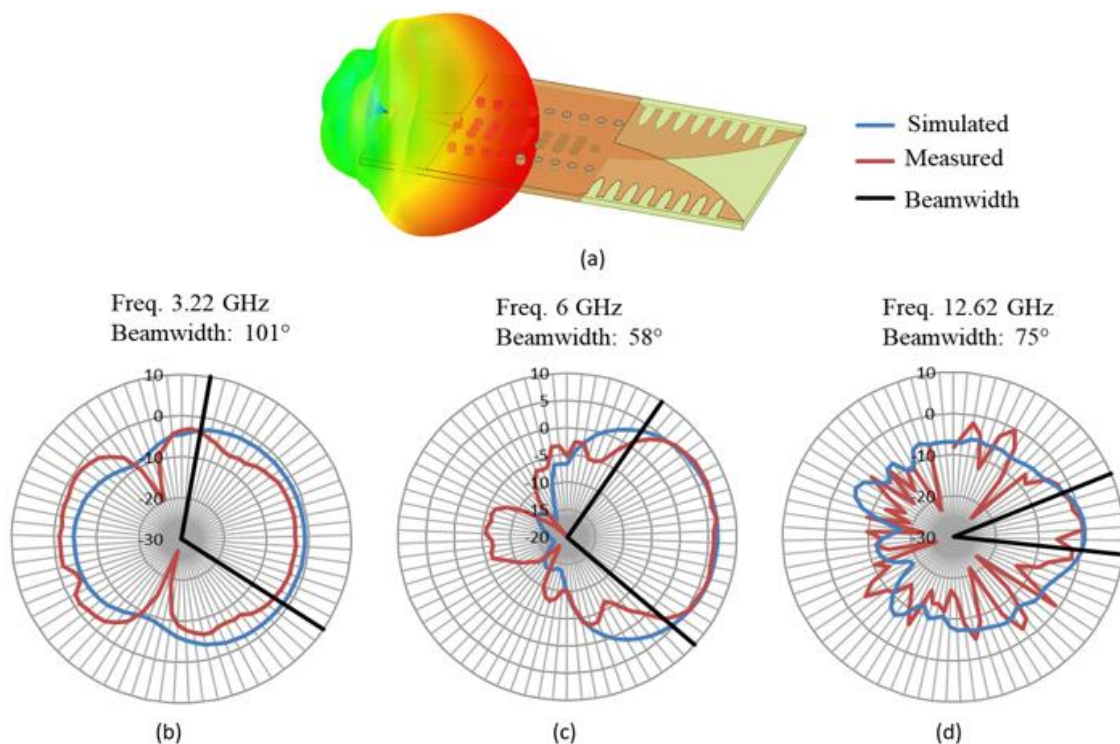 Simulated
Measured
Beamwidth
(a)
Freq. 3.22 GHz
Beamwidth: 101°
10
0
-10
20
-30
(b)
Freq. 6 GHz
Beamwidth: 58°
10
5
0
-5
10
15
20
(c)
Freq. 12.62 GHz
Beamwidth: 75°
10
0
-10
-20
-30
(d)